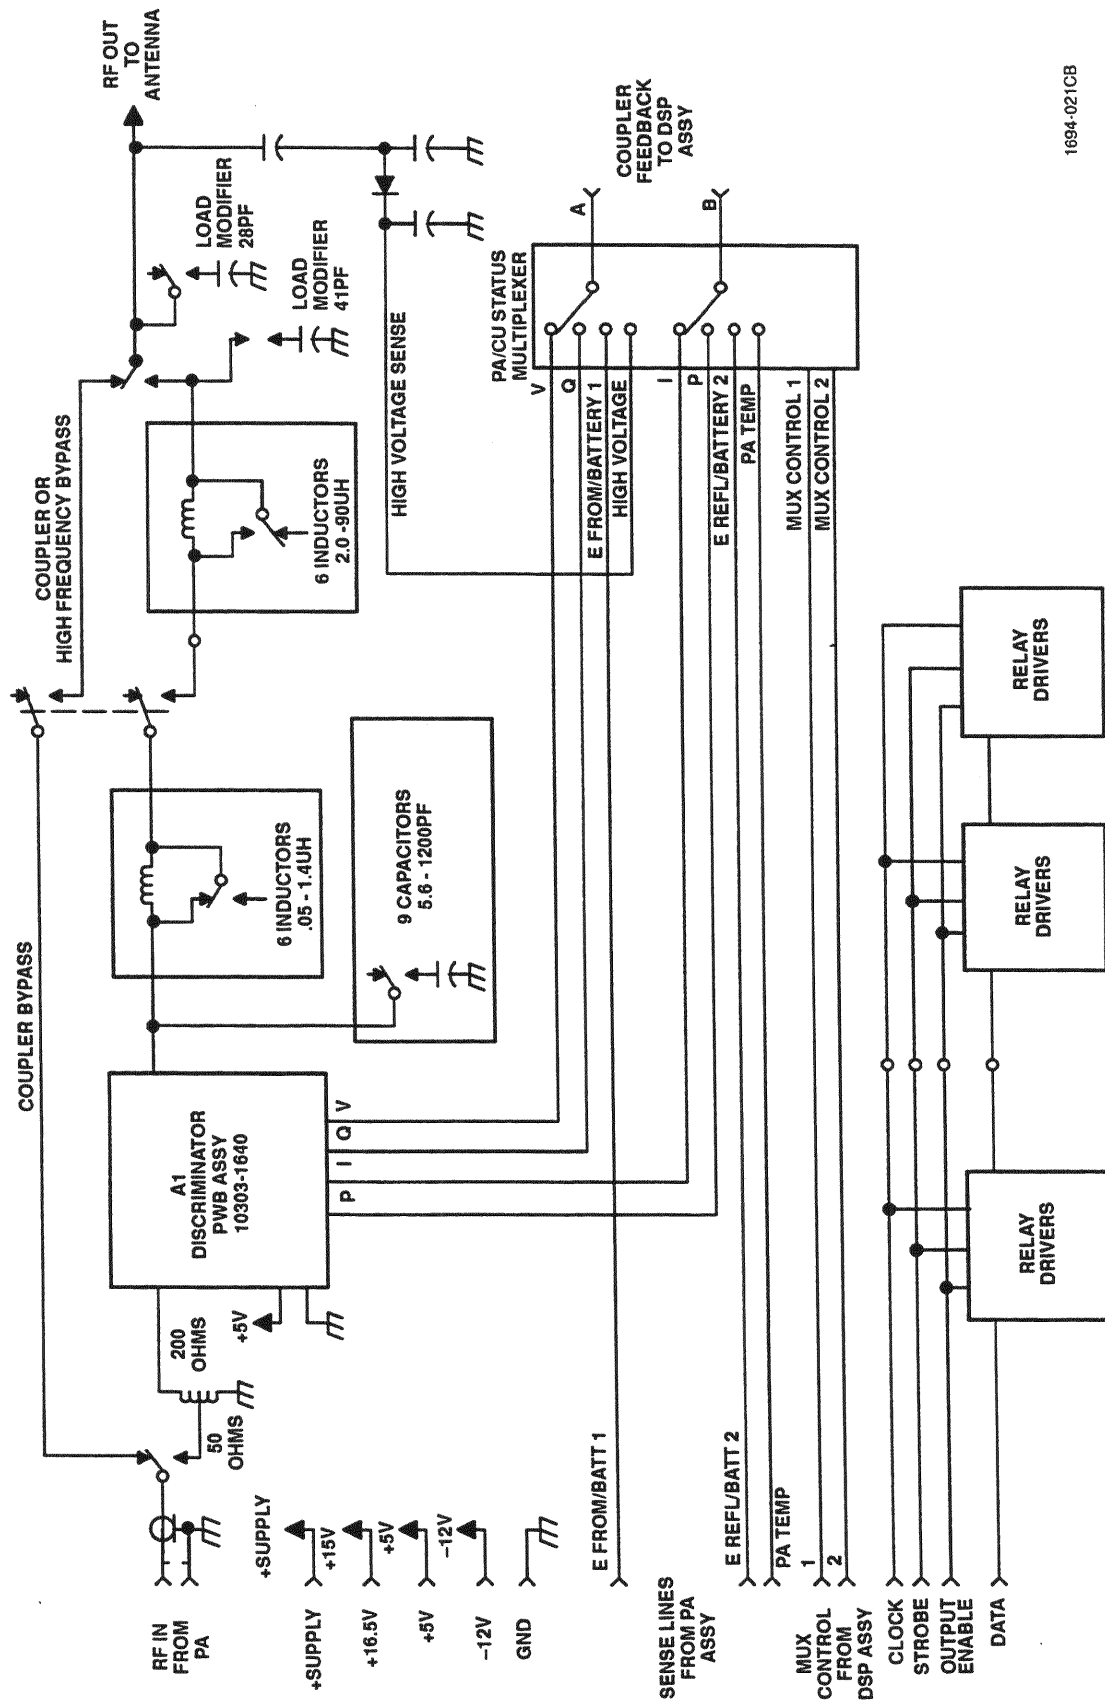 RF OUT
TO
ANTENNA
COUPLER OR
HIGH FREQUENCY BYPASS
COUPLER BYPASS
LOAD
MODIFIER
28PF
LOAD
MODIFIER
41PF
6 INDUCTORS
2.0 -90UH
6 INDUCTORS
.05 - 1.4UH
9 CAPACITORS
5.6 - 1200PF
A1
DISCRIMINATOR
PWB ASSY
10303-1640
P
I
Q
V
200
OHMS
+5V
50
OHMS
RF IN
FROM
PA
HIGH VOLTAGE SENSE
PA/CU STATUS
MULTIPLEXER
V
Q
E FROM/BATTERY 1
HIGH VOLTAGE
I
P
E REFL/BATTERY 2
PA TEMP
MUX CONTROL 1
MUX CONTROL 2
A
B
COUPLER
FEEDBACK
TO DSP
ASSY
+SUPPLY
+SUPPLY
+16.5V
+15V
+5V
+5V
-12V
-12V
GND
SENSE LINES
FROM PA
ASSY
E FROM/BATT 1
E REFL/BATT 2
PA TEMP
MUX
CONTROL
FROM
DSP ASSY
1
2
CLOCK
STROBE
OUTPUT
ENABLE
DATA
RELAY
DRIVERS
RELAY
DRIVERS
RELAY
DRIVERS
1694-021CB